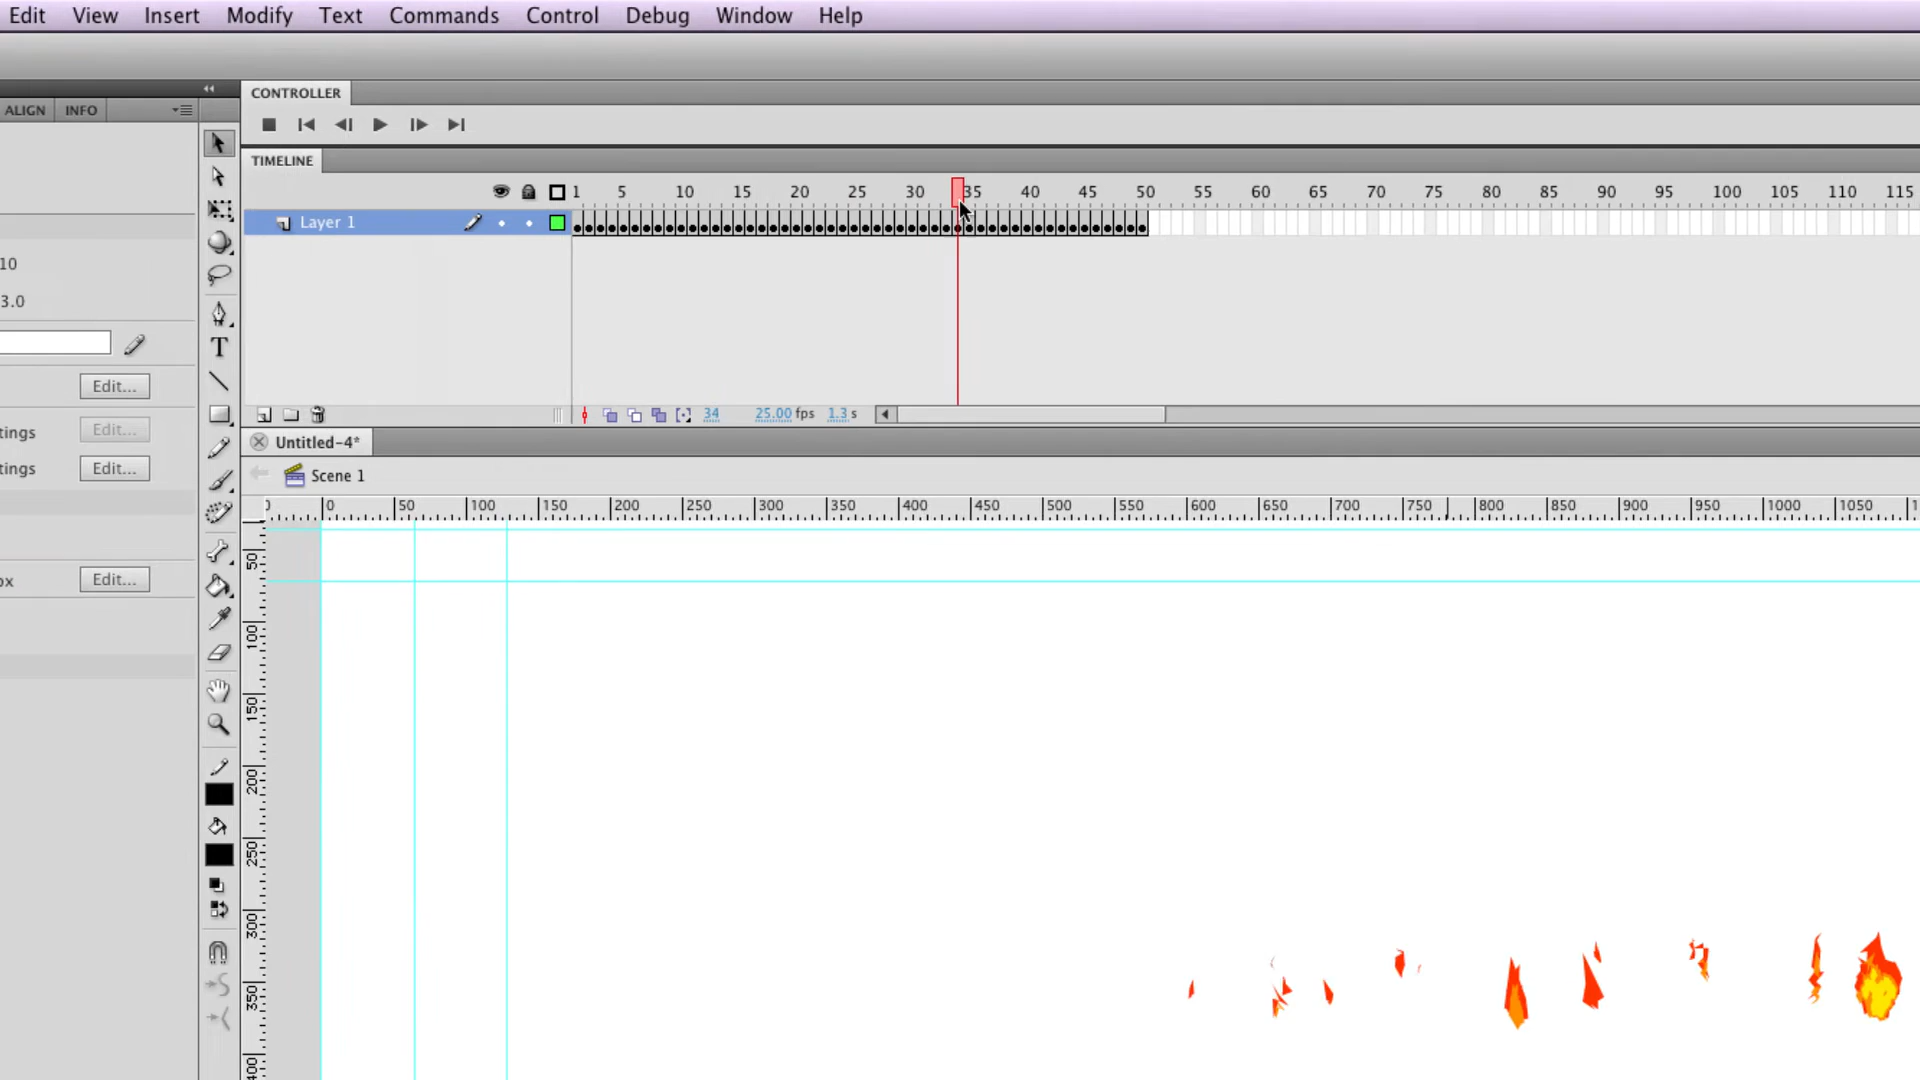 Edit View Insert Modify Text Commands Control Debug Window Help
CONTROLLER
ALIGN INFO
TIMELINE
1 5 10 15 20 25 30 35 40 45 50 55 60 65 70 75 80 85 90 95 100 105 110 115
Layer 1
10
3.0
Edit...
34 25.00 fps 1.3 s
tings Edit...
Untitled-4*
tings Edit...
Scene 1
0 50 100 150 200 250 300 350 400 450 500 550 600 650 700 750 800 850 900 950 1000 1050
ox Edit...
50
100
150
200
250
300
350
400